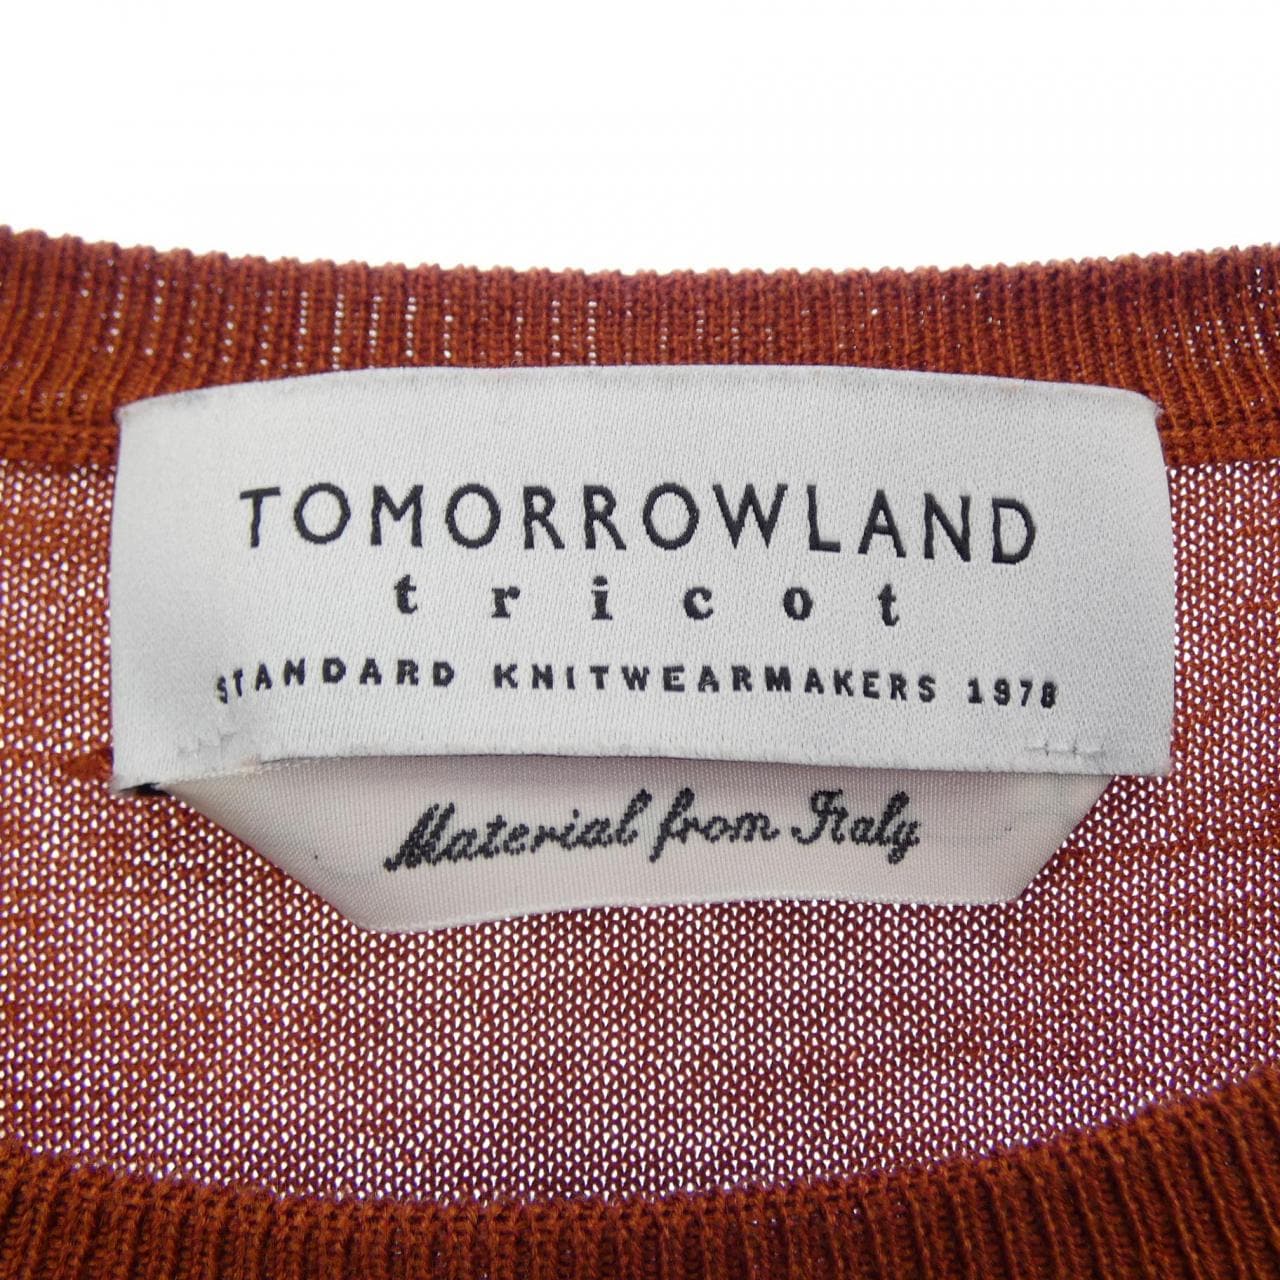 TOMORROWLAND
tricot
STANDARD KNITWEARMAKERS 1978
Material from Italy